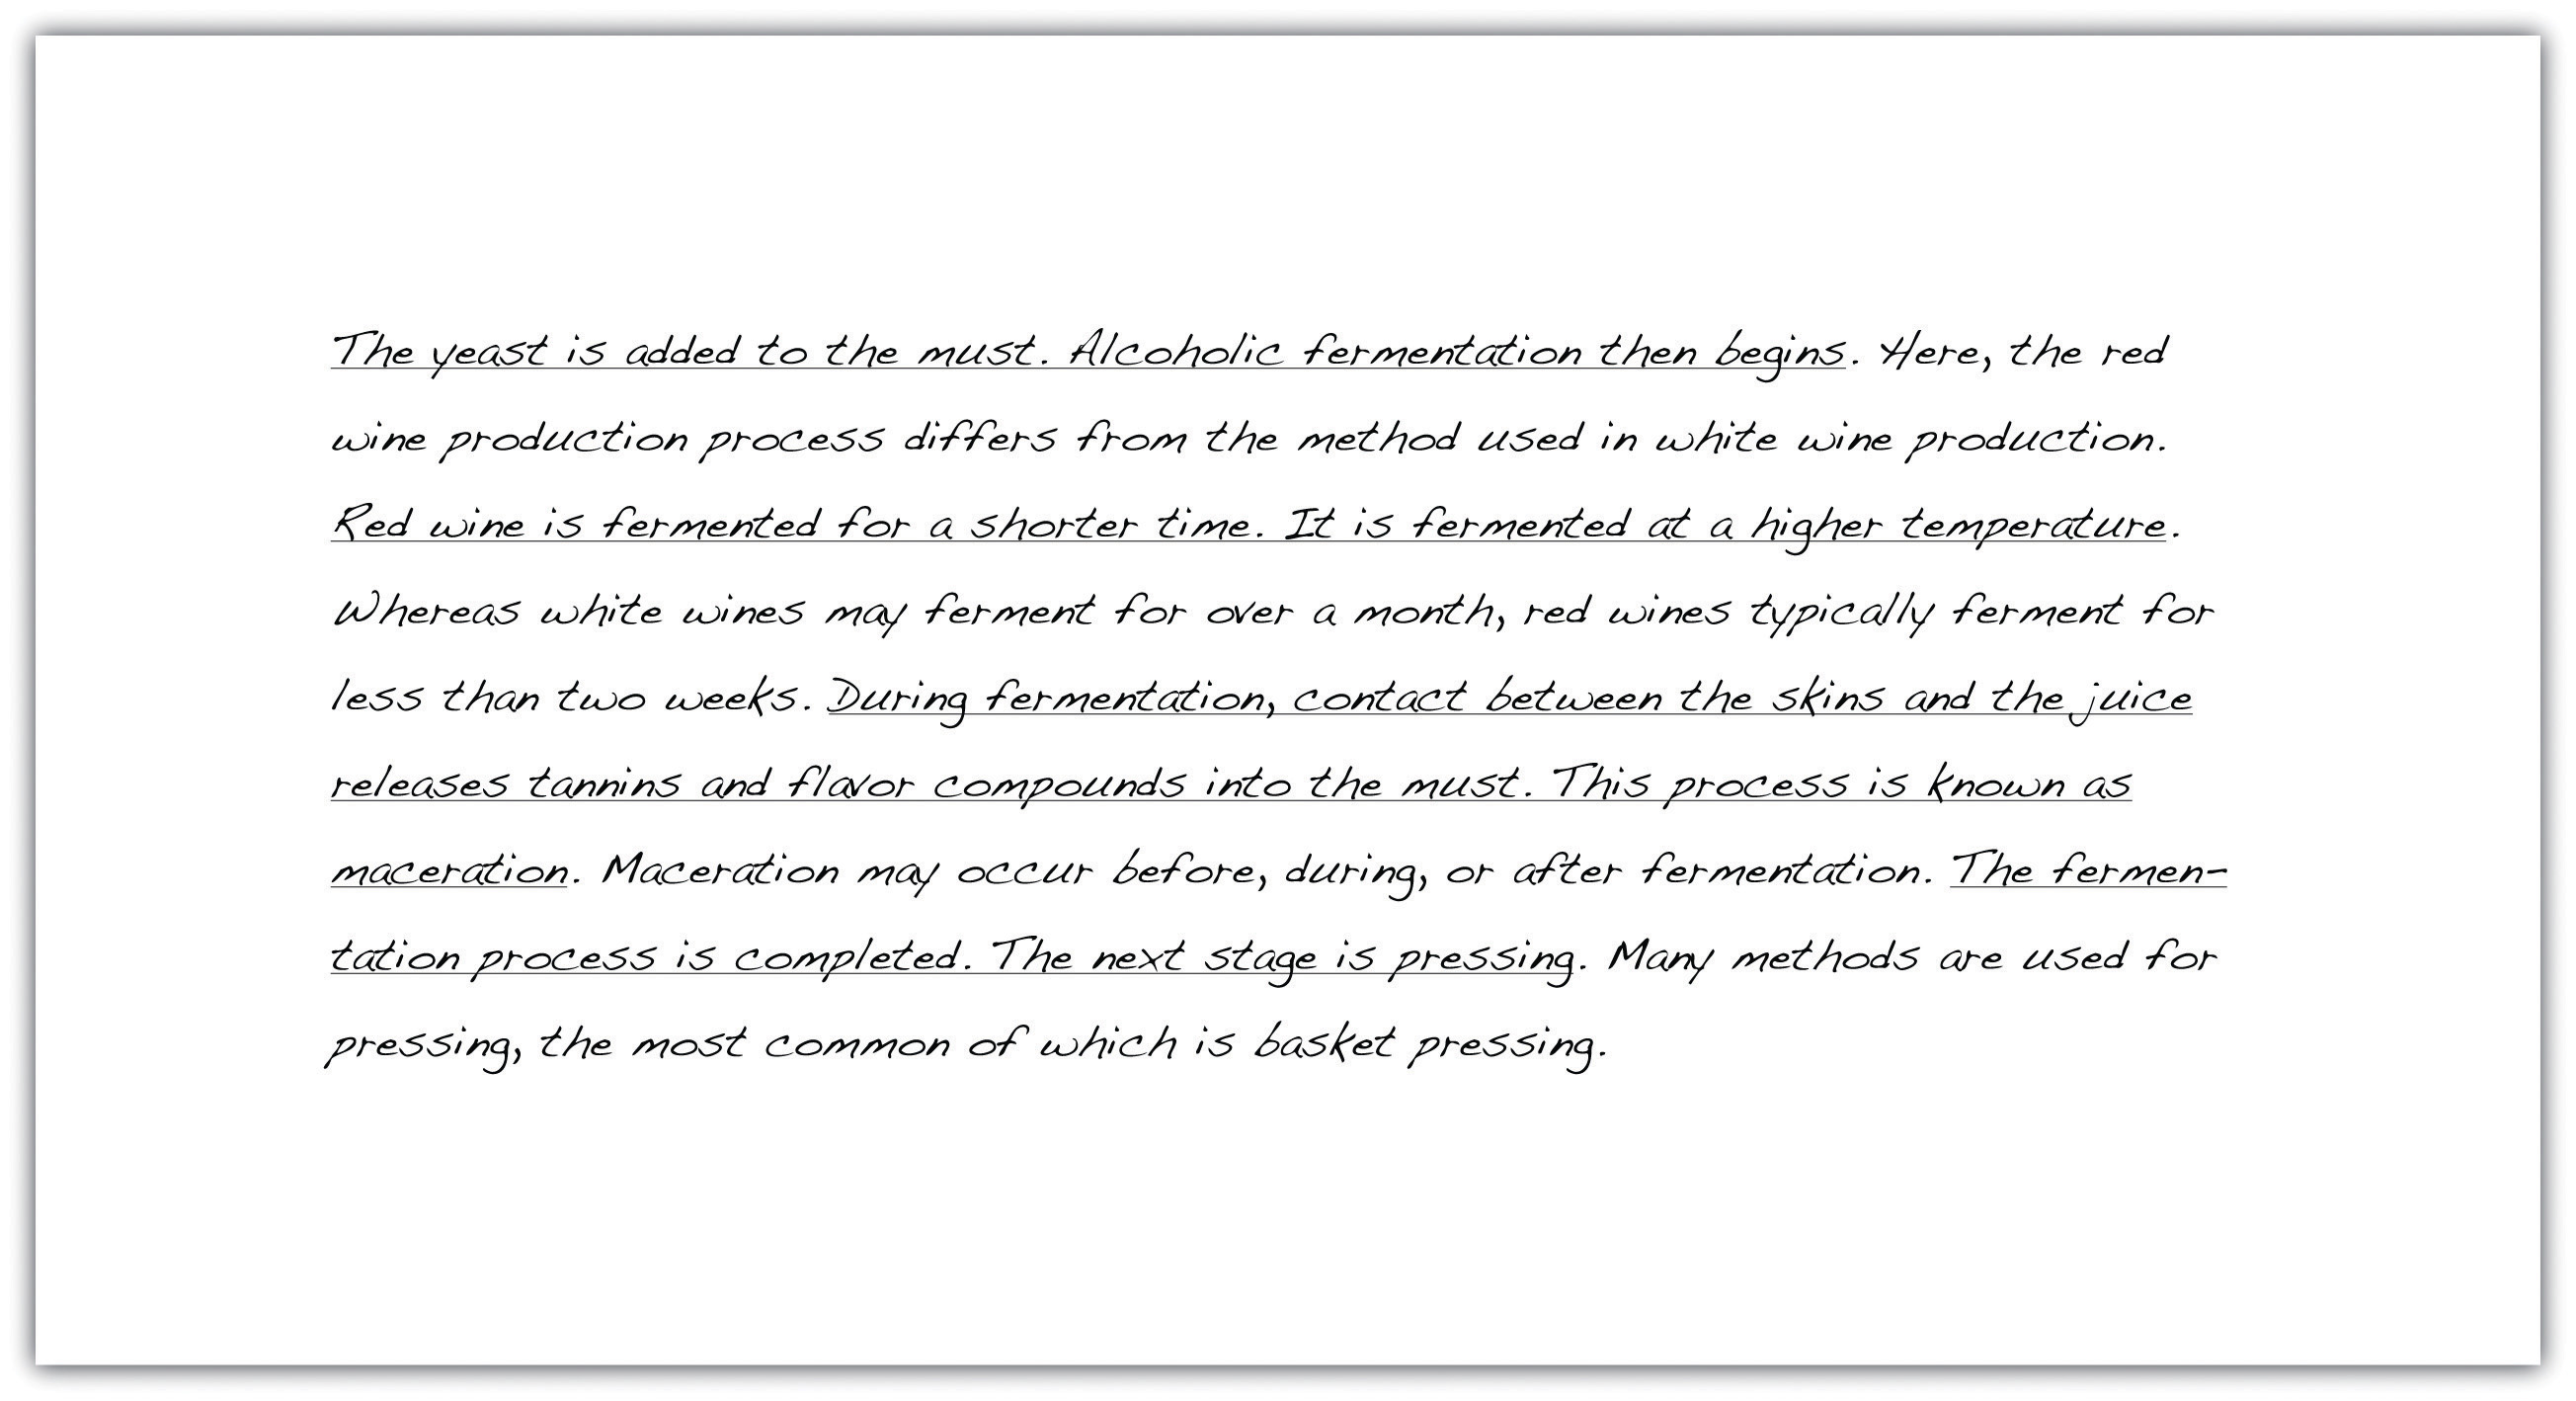 The yeast is added to the must. Alcoholic fermentation then begins. Here, the red
wine production process differs from the method used in white wine production.
Red wine is fermented for a shorter time. It is fermented at a higher temperature.
Whereas white wines may ferment for over a month, red wines typically ferment for
less than two weeks. During fermentation, contact between the skins and the juice
releases tannins and flavor compounds into the must. This process is known as
maceration. Maceration may occur before, during, or after fermentation. The fermen-
tation process is completed. The next stage is pressing. Many methods are used for
pressing, the most common of which is basket pressing.